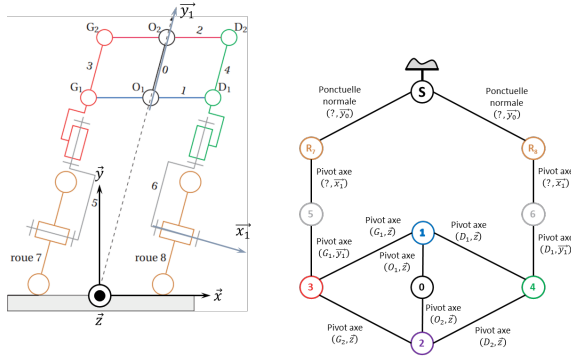 y₁→
G₂ O₂ 2 D₂
3 0 4
G₁ O₁ 1 D₁
y→
5
6
x₁→
roue 7
roue 8
x→
z→
S
Ponctuelle
normale
(?, y₀→)
Ponctuelle
normale
(?, y₀→)
R₇
R₈
Pivot axe
(?, x₁→)
Pivot axe
(?, x₁→)
5
6
Pivot axe
(G₁, y₁→)
Pivot axe
(G₁, z→)
1
Pivot axe
(D₁, z→)
Pivot axe
(D₁, y₁→)
Pivot axe
(O₁, z→)
3
0
4
Pivot axe
(G₂, z→)
Pivot axe
(O₂, z→)
Pivot axe
(D₂, z→)
2